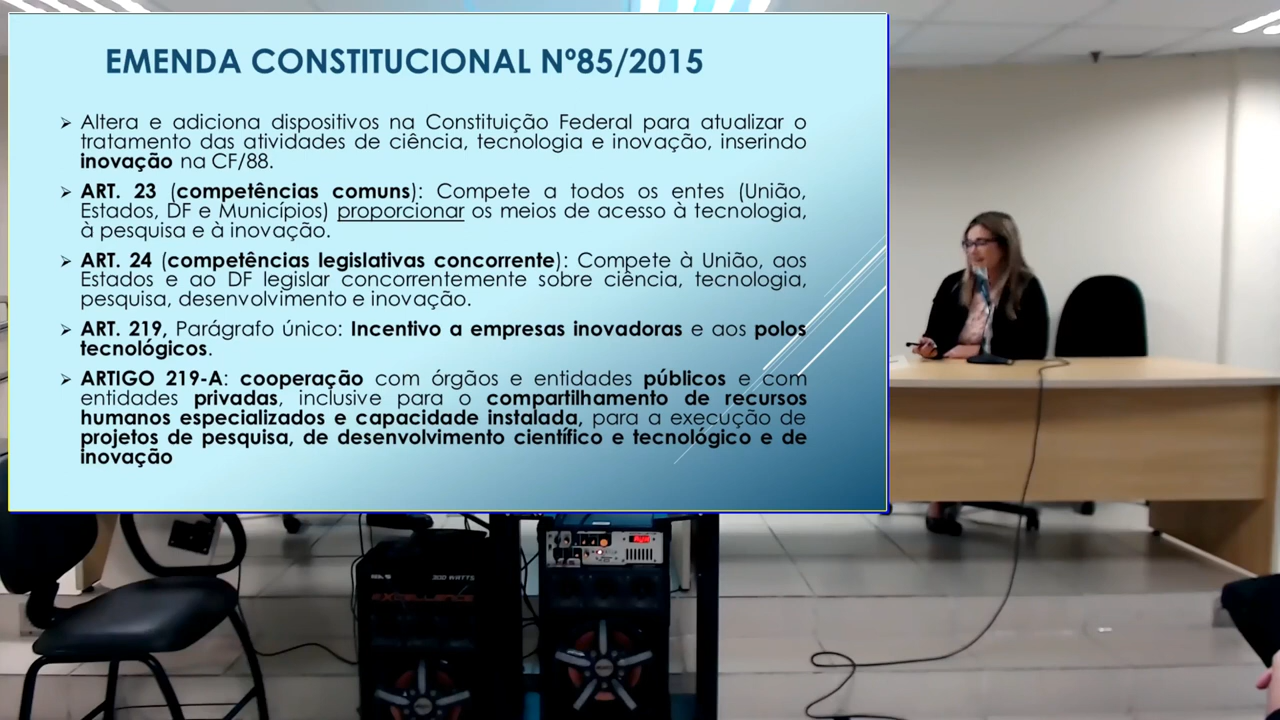 EMENDA CONSTITUCIONAL Nº85/2015
➢ Altera e adiciona dispositivos na Constituição Federal para atualizar o
tratamento das atividades de ciência, tecnologia e inovação, inserindo
inovação na CF/88.
➢ ART. 23 (competências comuns): Compete a todos os entes (União,
Estados, DF e Municípios) proporcionar os meios de acesso à tecnologia,
à pesquisa e à inovação.
➢ ART. 24 (competências legislativas concorrente): Compete à União, aos
Estados e ao DF legislar concorrentemente sobre ciência, tecnologia,
pesquisa, desenvolvimento e inovação.
➢ ART. 219, Parágrafo único: Incentivo a empresas inovadoras e aos polos
tecnológicos.
➢ ARTIGO 219-A: cooperação com órgãos e entidades públicos e com
entidades privadas, inclusive para o compartilhamento de recursos
humanos especializados e capacidade instalada, para a execução de
projetos de pesquisa, de desenvolvimento científico e tecnológico e de
inovação
300 WATTS
EXCELLENCE